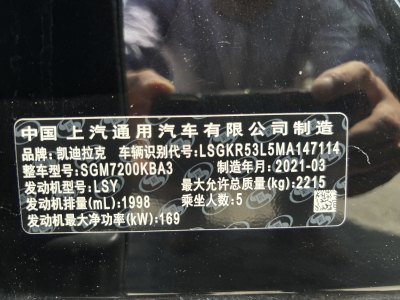 中国 上汽通用汽车有限公司制造
品牌:凯迪拉克 车辆识别代号:LSGKR53L5MA147114
整车型号:SGM7200KBA3 制造年月:2021-03
发动机型号:LSY 最大允许总质量(kg):2215
发动机排量(mL):1998 乘坐人数:5
发动机最大净功率(kW):169